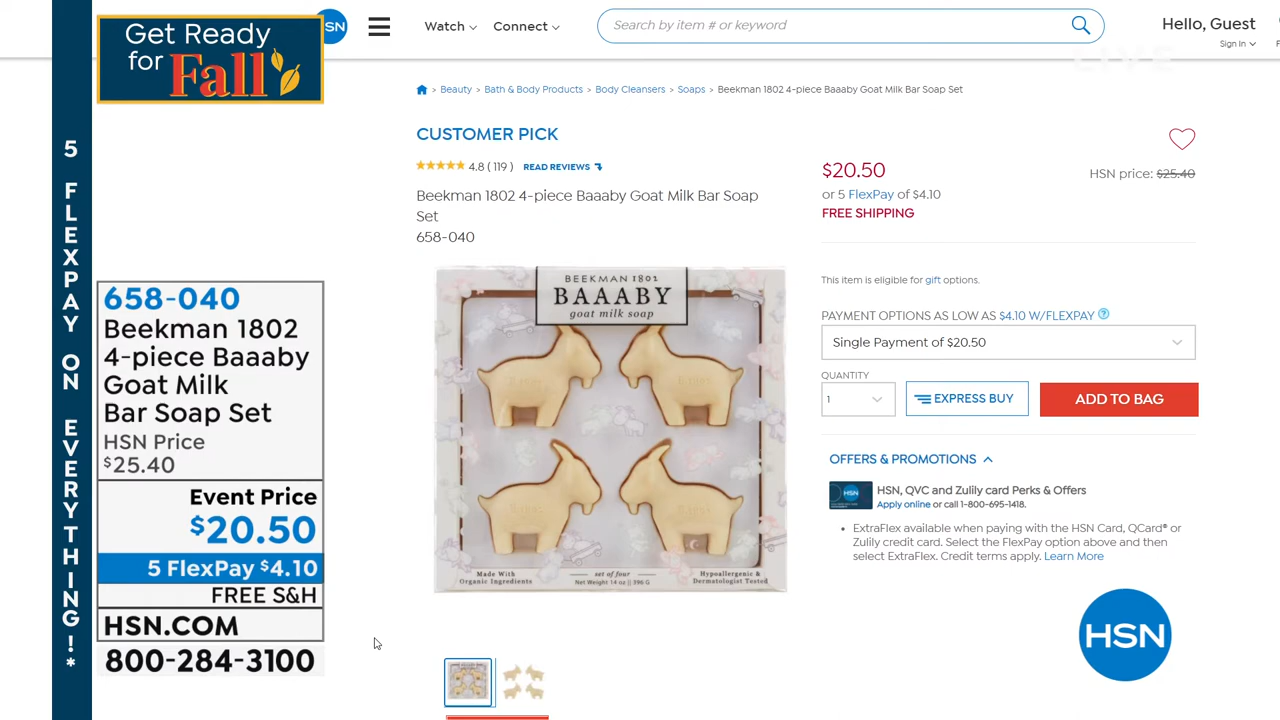 Get Ready
for Fall
HSN
Watch
Connect
Search by item # or keyword
Hello, Guest
Sign In
LIVE
5 FLEXPAY ON EVERYTHING!*
Beauty > Bath & Body Products > Body Cleansers > Soaps > Beekman 1802 4-piece Baaaby Goat Milk Bar Soap Set
CUSTOMER PICK
4.8 ( 119 ) READ REVIEWS
Beekman 1802 4-piece Baaaby Goat Milk Bar Soap
Set
658-040
BEEKMAN 1802
BAAABY
goat milk soap
Made With
Organic Ingredients
set of four
Net Weight 14 oz || 396 G
Hypoallergenic &
Dermatologist Tested
$20.50
HSN price: $25.40
or 5 FlexPay of $4.10
FREE SHIPPING
This item is eligible for gift options.
PAYMENT OPTIONS AS LOW AS $4.10 W/FLEXPAY ?
Single Payment of $20.50
QUANTITY
1
EXPRESS BUY
ADD TO BAG
OFFERS & PROMOTIONS
HSN
HSN, QVC and Zulily card Perks & Offers
Apply online or call 1-800-695-1418.
• ExtraFlex available when paying with the HSN Card, QCard® or
Zulily credit card. Select the FlexPay option above and then
select ExtraFlex. Credit terms apply. Learn More
658-040
Beekman 1802
4-piece Baaaby
Goat Milk
Bar Soap Set
HSN Price
$25.40
Event Price
$20.50
5 FlexPay $4.10
FREE S&H
HSN.COM
800-284-3100
HSN